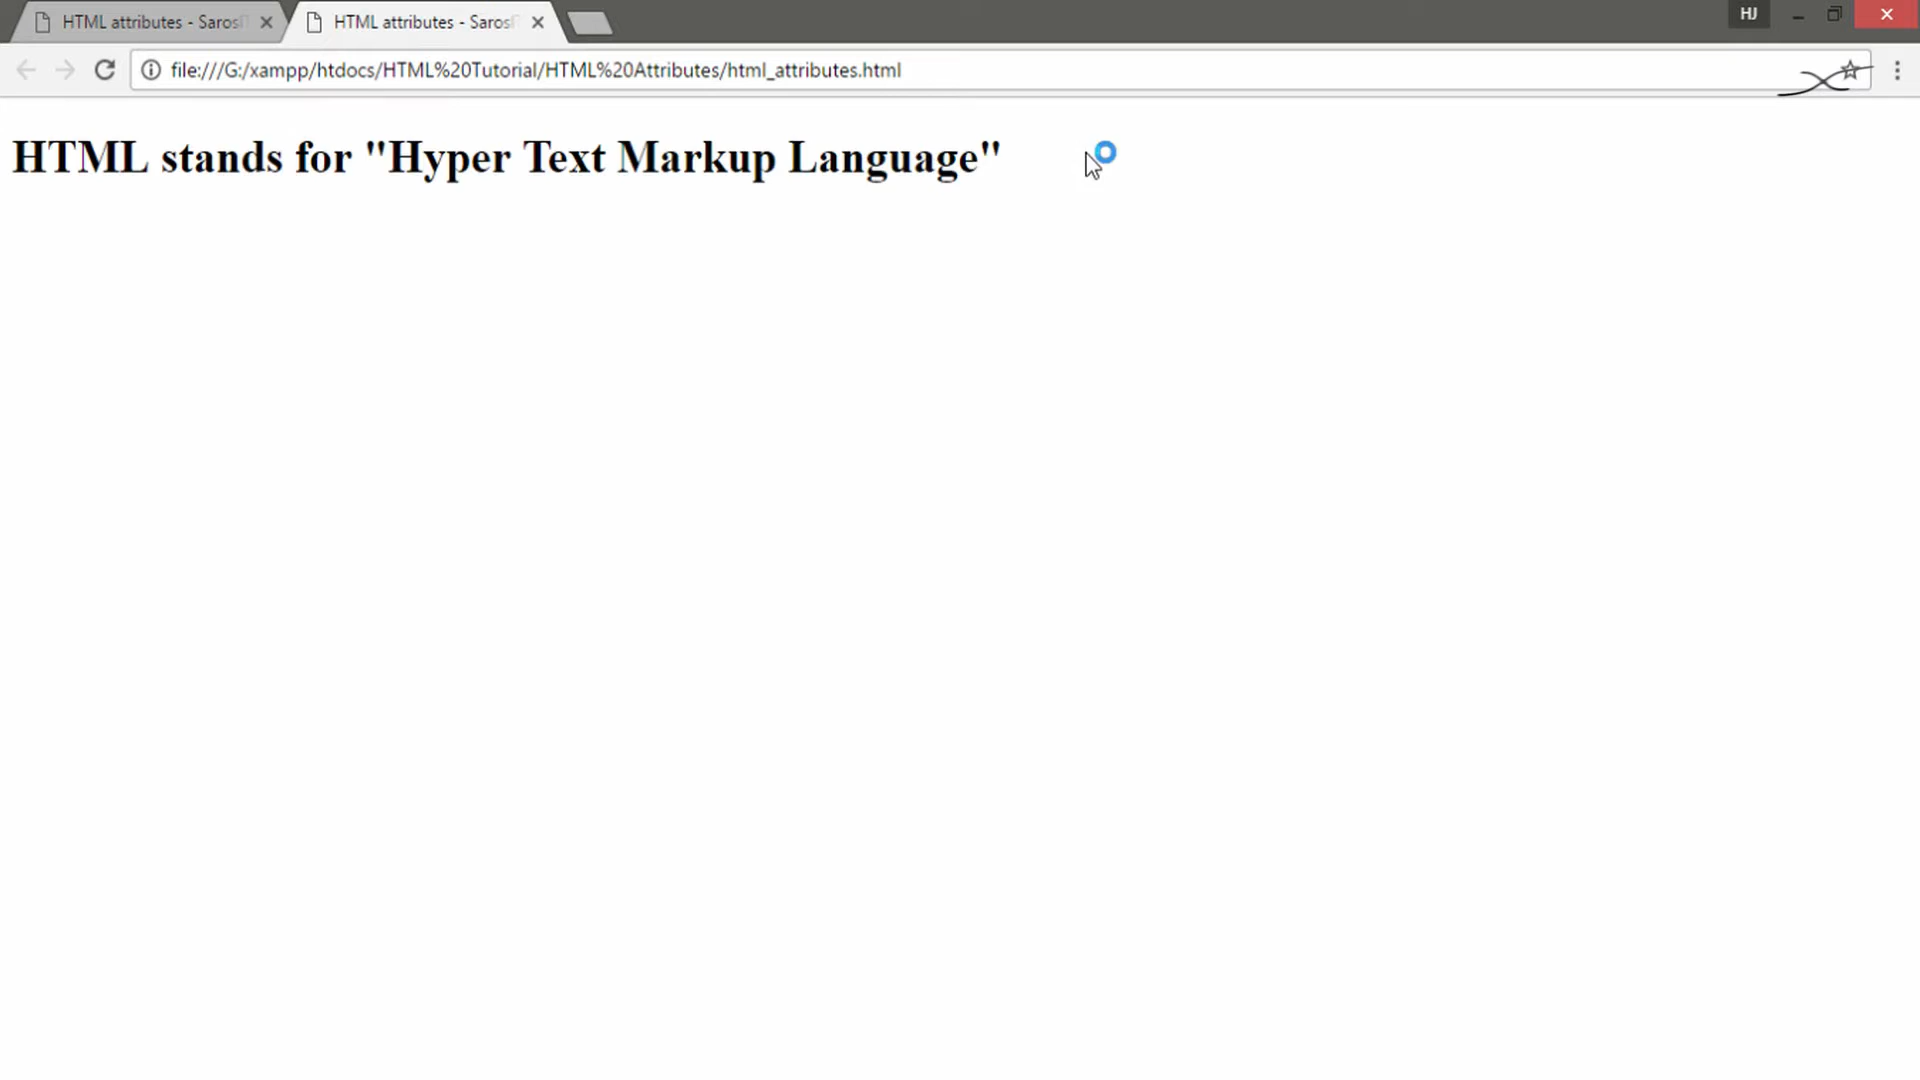 HTML attributes - Saros
HTML attributes - Saros
HJ
file:///G:/xampp/htdocs/HTML%20Tutorial/HTML%20Attributes/html_attributes.html
HTML stands for "Hyper Text Markup Language"